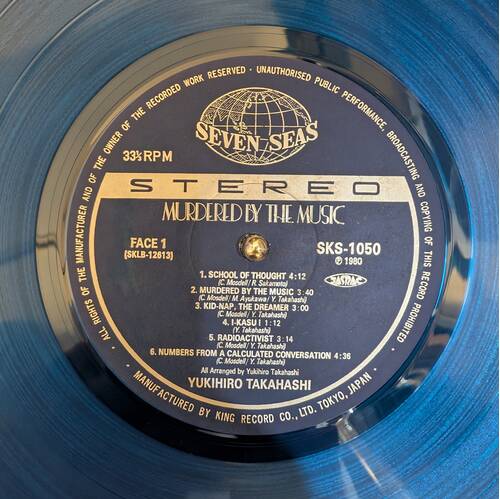 · ALL RIGHTS OF THE MANUFACTURER AND OF THE OWNER OF THE RECORDED WORK RESERVED · UNAUTHORISED PUBLIC PERFORMANCE, BROADCASTING AND COPYING OF THIS RECORD PROHIBITED ·
SEVEN SEAS
33⅓RPM
STEREO
MURDERED BY THE MUSIC
FACE 1
(SKLB-12613)
SKS-1050
℗ 1980
JASRAC
1. SCHOOL OF THOUGHT 4:12
(C. Mosdell/ R. Sakamoto)
2. MURDERED BY THE MUSIC 3:40
(C. Mosdell/ M. Ayukawa/ Y. Takahashi)
3. KID-NAP, THE DREAMER 3:39
(C. Mosdell/ Y. Takahashi)
4. I-KASU ! 1:12
(Y. Takahashi)
5. RADIOACTIVIST 3:14
(C. Mosdell/ Y. Takahashi)
6. NUMBERS FROM A CALCULATED CONVERSATION 4:36
All Arranged by Yukihiro Takahashi
YUKIHIRO TAKAHASHI
MANUFACTURED BY KING RECORD CO., LTD. TOKYO, JAPAN ·